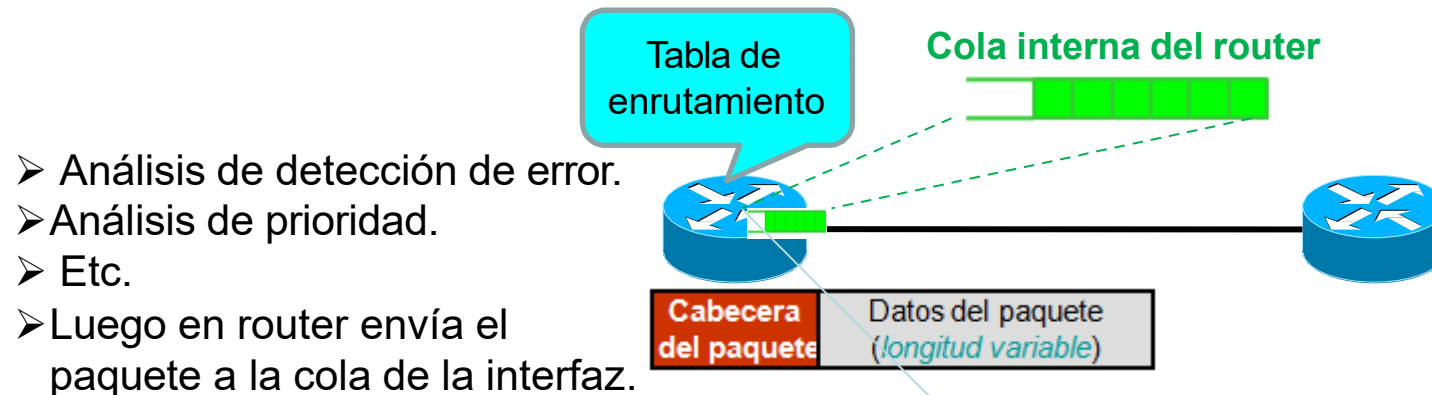 Tabla de
enrutamiento
Cola interna del router
➢ Análisis de detección de error.
➢Análisis de prioridad.
➢ Etc.
➢Luego en router envía el
paquete a la cola de la interfaz.
Cabecera
del paquete
Datos del paquete
(longitud variable)